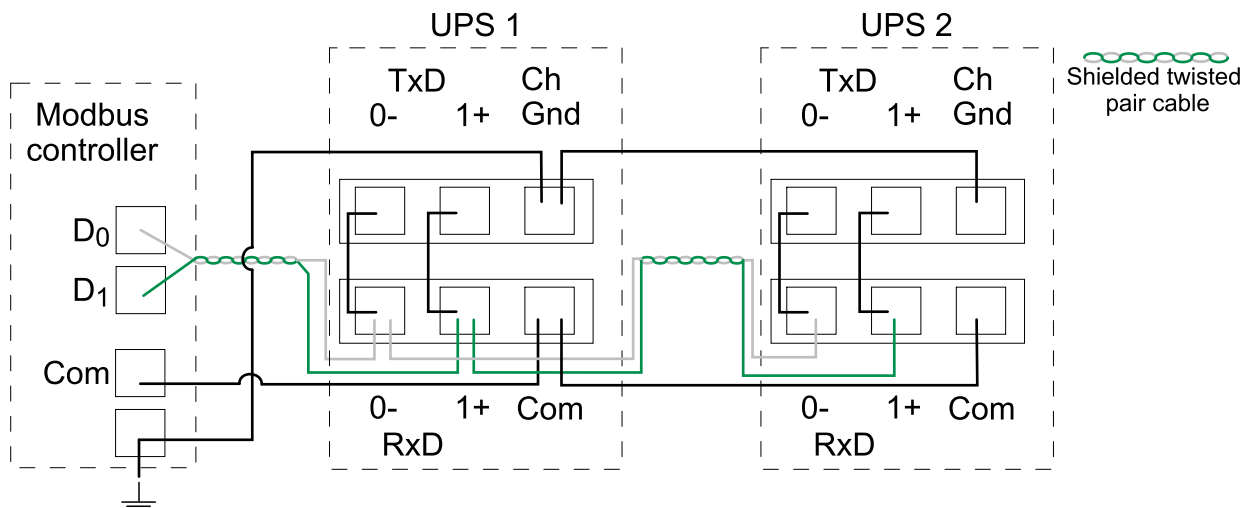 UPS 1
UPS 2
Shielded twisted
pair cable
TxD
Ch
0-
1+
Gnd
TxD
Ch
0-
1+
Gnd
Modbus
controller
D0
D1
Com
0-
1+
Com
RxD
0-
1+
Com
RxD